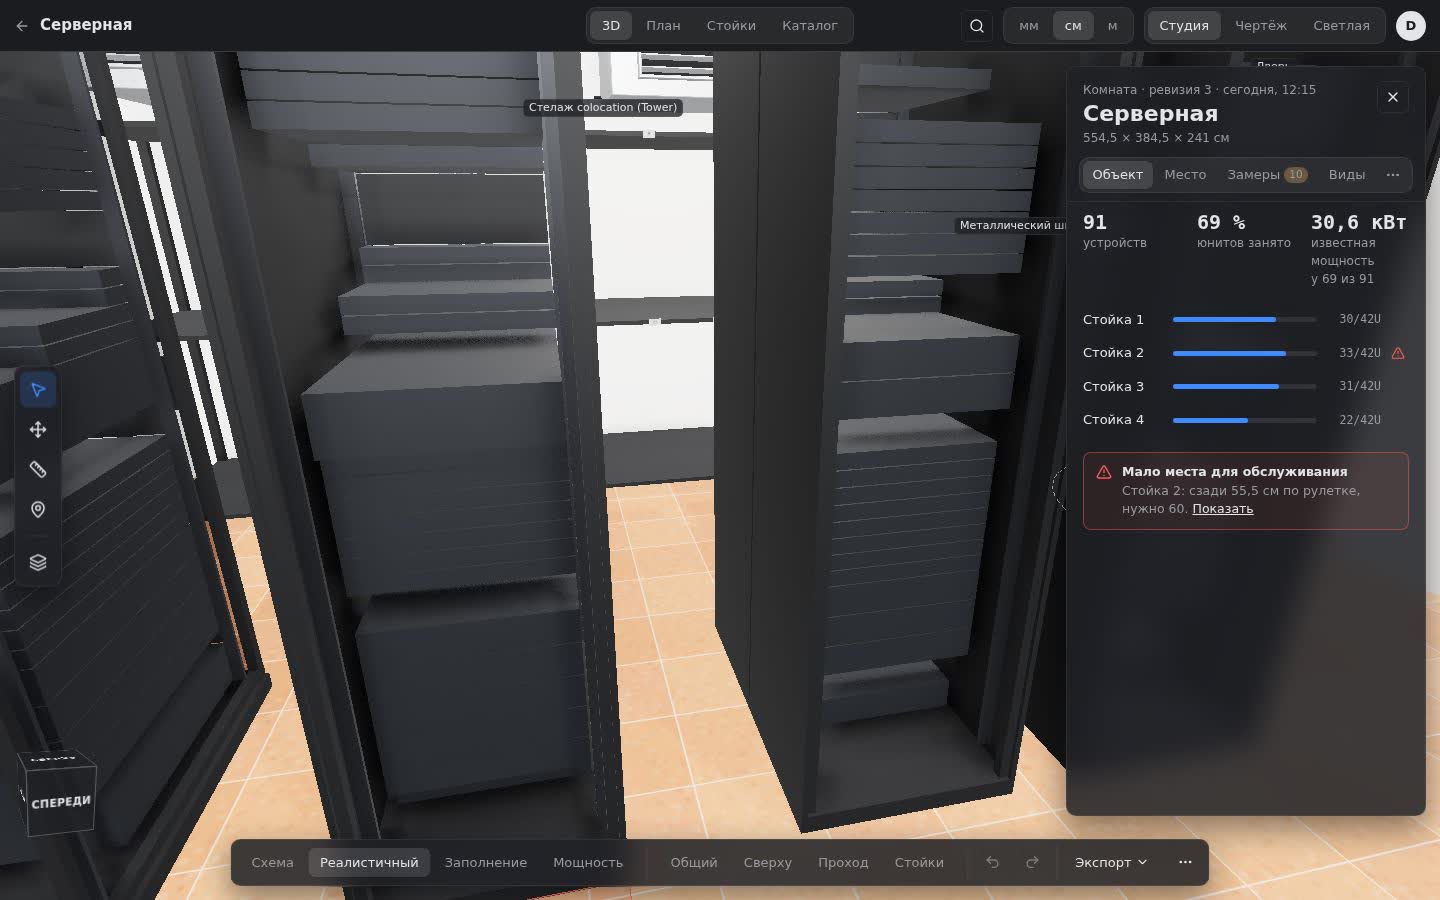 Серверная
3D
План
Стойки
Каталог
мм
см
м
Студия
Чертёж
Светлая
D
Стелаж colocation (Tower)
Комната · ревизия 3 · сегодня, 12:15
Серверная
554,5 × 384,5 × 241 см
Объект
Место
Замеры 10
Виды
91
устройств
69 %
юнитов занято
30,6 кВт
известная
мощность
у 69 из 91
Металлический
Стойка 1 30/42U
Стойка 2 33/42U
Стойка 3 31/42U
Стойка 4 22/42U
Мало места для обслуживания
Стойка 2: сзади 55,5 см по рулетке,
нужно 60. Показать
СПЕРЕДИ
Схема
Реалистичный
Заполнение
Мощность
Общий
Сверху
Проход
Стойки
Экспорт